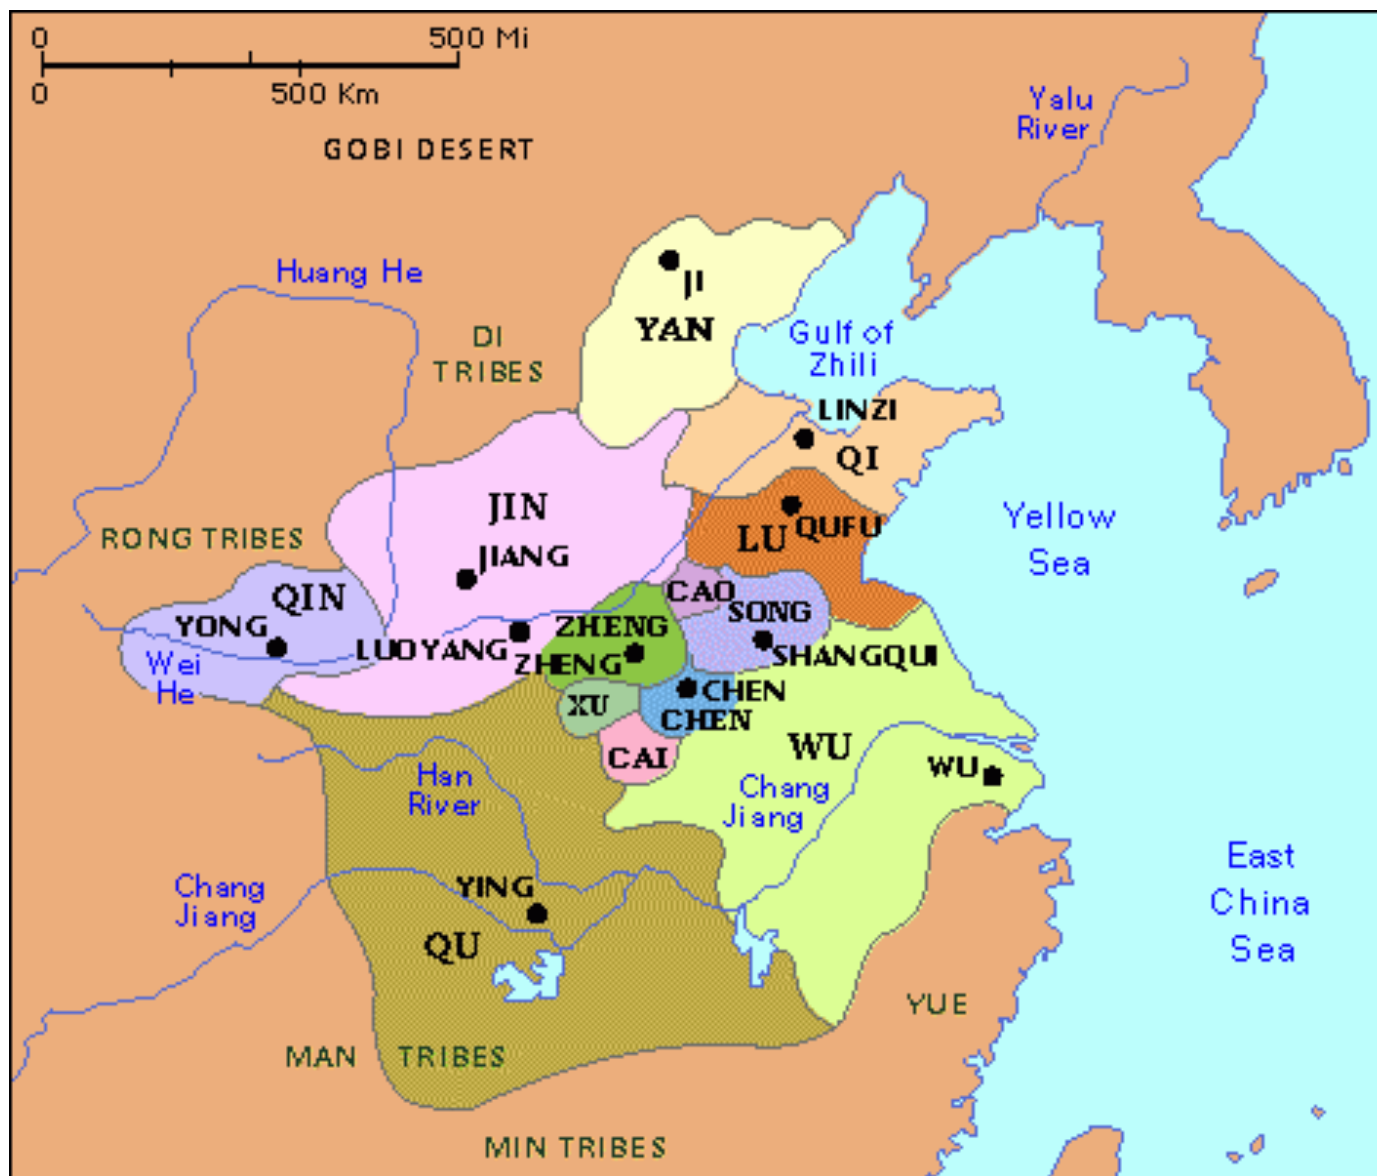 0 500 Mi
0 500 Km
GOBI DESERT
Yalu
River
Huang He
JI
YAN
DI
TRIBES
Gulf of
Zhili
LINZI
QI
JIN
RONG TRIBES
LU QUFU
Yellow
Sea
JIANG
QIN
CAO
YONG
ZHENG
SONG
LUOYANG
ZHENG
SHANGQUI
Wei
He
XU
CHEN
CHEN
WU
CAI
WU
Han
River
Chang
Jiang
YING
Chang
Jiang
East
China
Sea
QU
YUE
MAN TRIBES
MIN TRIBES